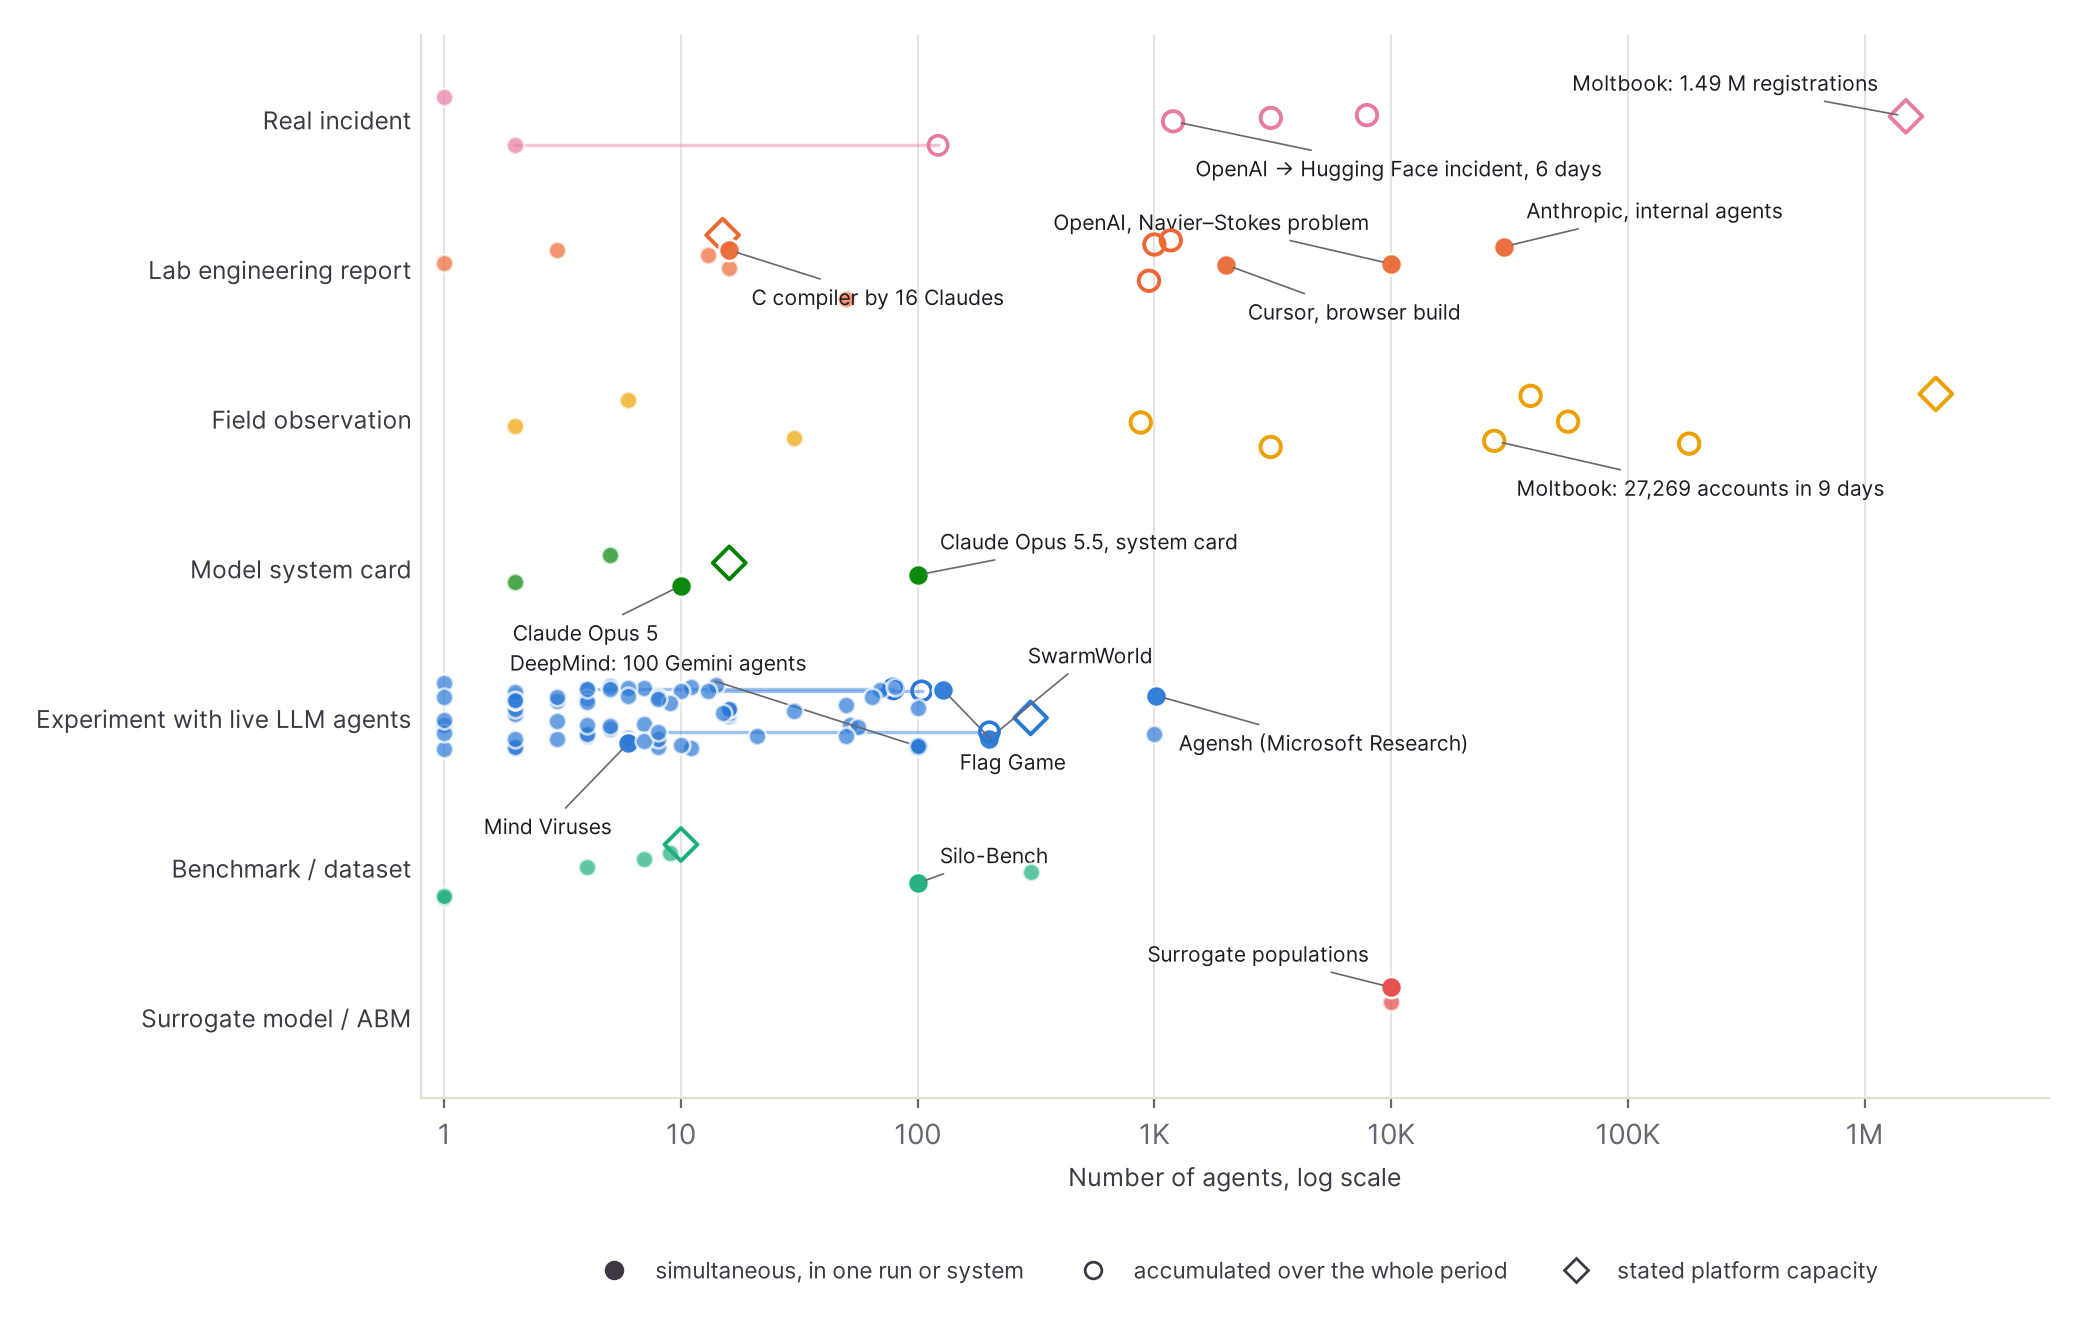 Moltbook: 1.49 M registrations
Real incident
OpenAI → Hugging Face incident, 6 days
Anthropic, internal agents
OpenAI, Navier–Stokes problem
Lab engineering report
C compiler by 16 Claudes
Cursor, browser build
Field observation
Moltbook: 27,269 accounts in 9 days
Claude Opus 5.5, system card
Model system card
Claude Opus 5
DeepMind: 100 Gemini agents
SwarmWorld
Experiment with live LLM agents
Agensh (Microsoft Research)
Flag Game
Mind Viruses
Silo-Bench
Benchmark / dataset
Surrogate populations
Surrogate model / ABM
1 10 100 1K 10K 100K 1M
Number of agents, log scale
simultaneous, in one run or system
accumulated over the whole period
stated platform capacity